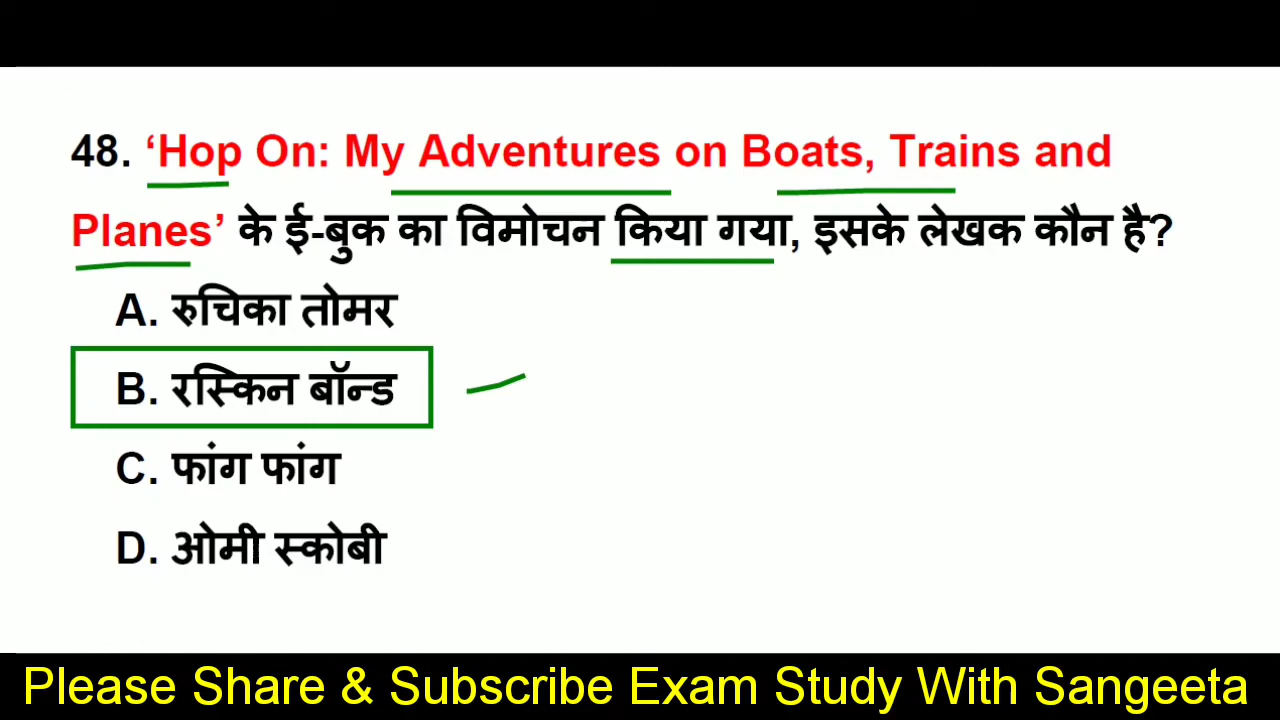 48. ‘Hop On: My Adventures on Boats, Trains and
Planes’ के ई-बुक का विमोचन किया गया, इसके लेखक कौन है?
A. रुचिका तोमर
B. रस्किन बॉन्ड
C. फांग फांग
D. ओमी स्कोबी
Please Share & Subscribe Exam Study With Sangeeta